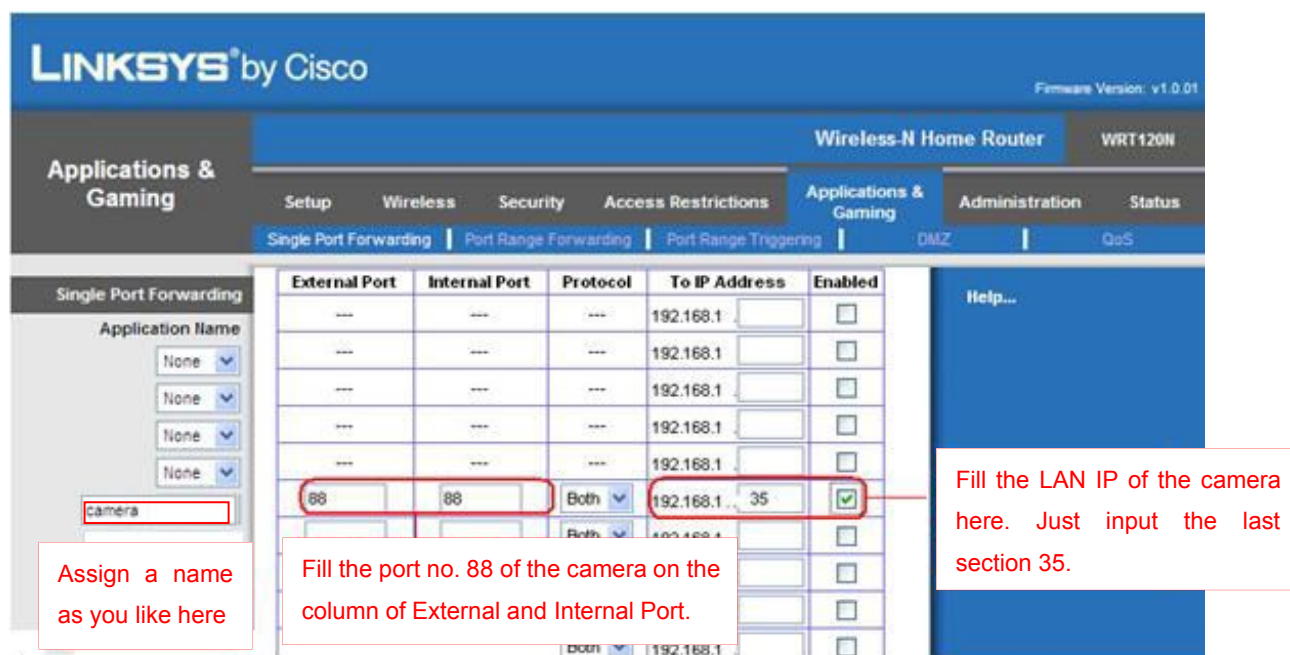 LINKSYS® by Cisco
Firmware Version: v1.0.01
Applications & Gaming
Wireless-N Home Router WRT120N
Setup Wireless Security Access Restrictions Applications & Gaming Administration Status
Single Port Forwarding | Port Range Forwarding | Port Range Triggering | DMZ | QoS
Single Port Forwarding
Application Name
External Port Internal Port Protocol To IP Address Enabled
Help...
--- --- --- 192.168.1 .
None --- --- --- 192.168.1
None --- --- --- 192.168.1 .
None --- --- --- 192.168.1 .
None --- --- --- 192.168.1 .
camera 88 88 Both 192.168.1 . 35
Both 192.168.1
Both 192.168.1
Assign a name
as you like here
Fill the port no. 88 of the camera on the
column of External and Internal Port.
Fill the LAN IP of the camera
here. Just input the last
section 35.